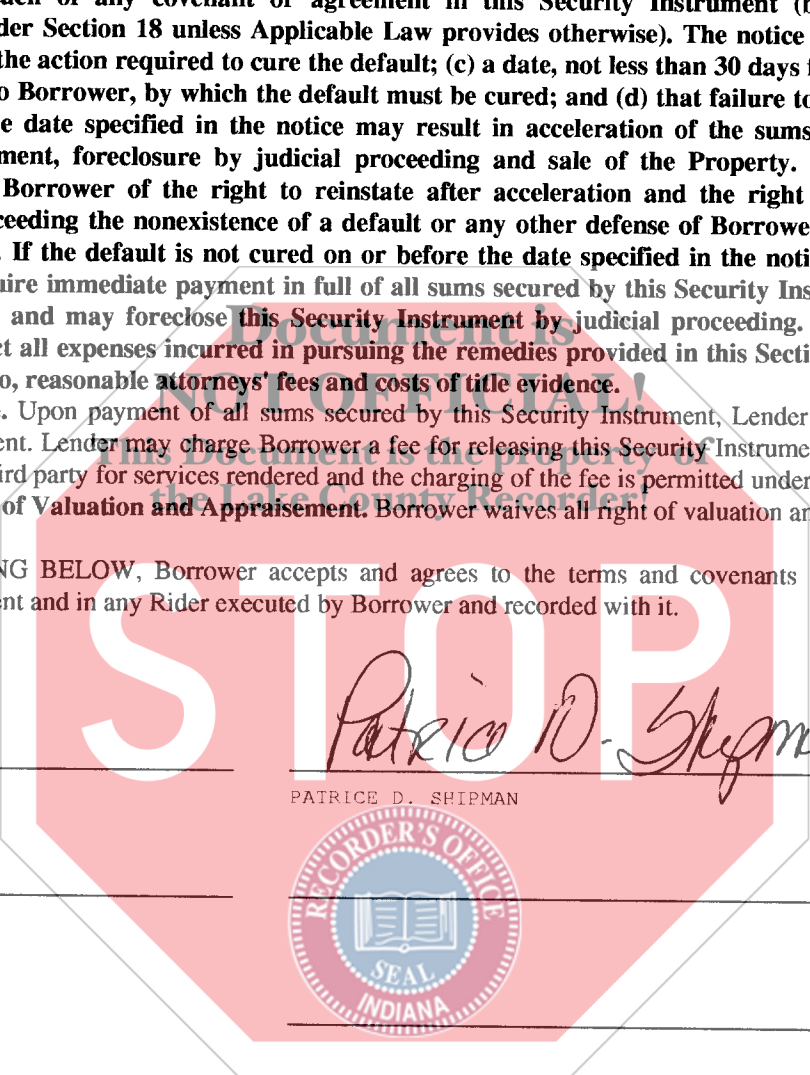 of any covenant or agreement in this Security Instrument (b
der Section 18 unless Applicable Law provides otherwise). The notice
the action required to cure the default; (c) a date, not less than 30 days f
o Borrower, by which the default must be cured; and (d) that failure to
e date specified in the notice may result in acceleration of the sums
ment, foreclosure by judicial proceeding and sale of the Property.
Borrower of the right to reinstate after acceleration and the right
ceeding the nonexistence of a default or any other defense of Borrowe
. If the default is not cured on or before the date specified in the noti
uire immediate payment in full of all sums secured by this Security Ins
and may foreclose this Security Instrument by judicial proceeding.
Document is
ct all expenses incurred in pursuing the remedies provided in this Secti
o, reasonable attorneys' fees and costs of title evidence.
NOT OFFICIAL!
. Upon payment of all sums secured by this Security Instrument, Lender
ent. Lender may charge Borrower a fee for releasing this Security Instrume
This Document is the property of
ird party for services rendered and the charging of the fee is permitted under
the Lake County Recorder!
of Valuation and Appraisement. Borrower waives all right of valuation an
NG BELOW, Borrower accepts and agrees to the terms and covenants
ent and in any Rider executed by Borrower and recorded with it.
STOP
Patrice D. Shipma
PATRICE D. SHIPMAN
RECORDER'S OFFICE
SEAL
INDIANA